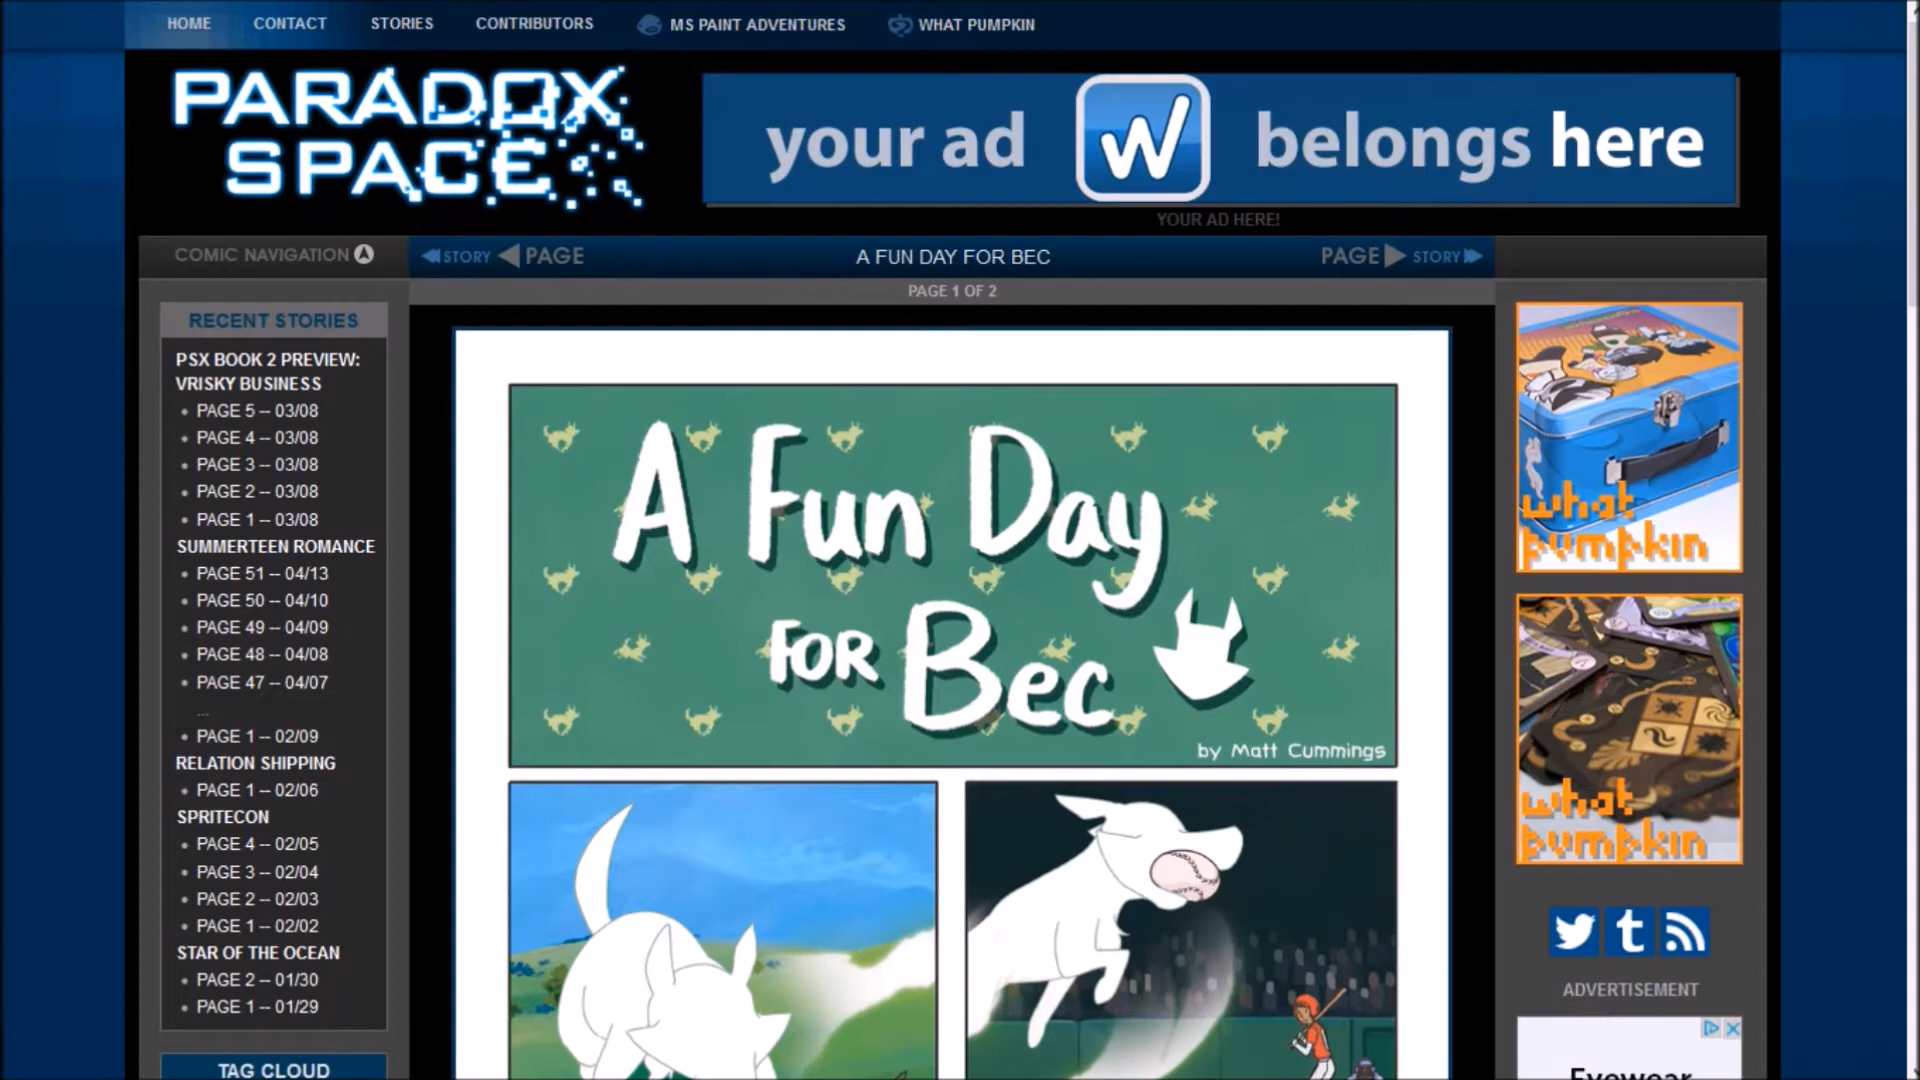 HOME CONTACT STORIES CONTRIBUTORS MS PAINT ADVENTURES WHAT PUMPKIN
PARADOX
SPACE
your ad W belongs here
YOUR AD HERE!
COMIC NAVIGATION
STORY PAGE A FUN DAY FOR BEC PAGE STORY
PAGE 1 OF 2
RECENT STORIES
PSX BOOK 2 PREVIEW:
VRISKY BUSINESS
PAGE 5 -- 03/08
PAGE 4 -- 03/08
PAGE 3 -- 03/08
PAGE 2 -- 03/08
PAGE 1 -- 03/08
SUMMERTEEN ROMANCE
PAGE 51 -- 04/13
PAGE 50 -- 04/10
PAGE 49 -- 04/09
PAGE 48 -- 04/08
PAGE 47 -- 04/07
...
PAGE 1 -- 02/09
RELATION SHIPPING
PAGE 1 -- 02/06
SPRITECON
PAGE 4 -- 02/05
PAGE 3 -- 02/04
PAGE 2 -- 02/03
PAGE 1 -- 02/02
STAR OF THE OCEAN
PAGE 2 -- 01/30
PAGE 1 -- 01/29
TAG CLOUD
A Fun Day
FOR Bec
by Matt Cummings
what
pumpkin
what
pumpkin
ADVERTISEMENT
Eyewear